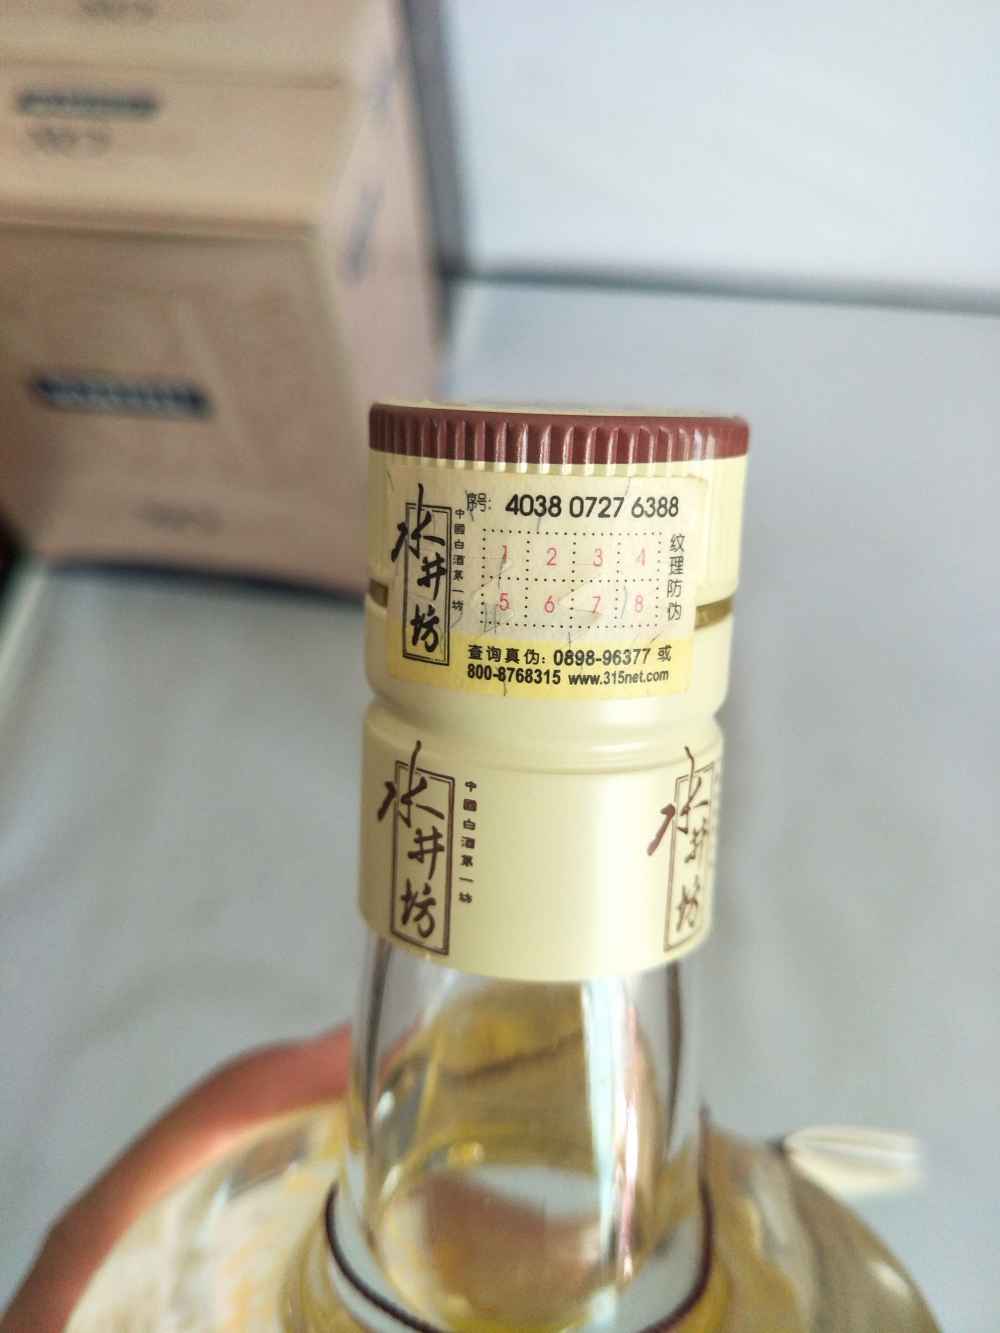 水井坊
中國白酒第一坊
序号: 4038 0727 6388
1 2 3 4
5 6 7 8
纹理防伪
查询真伪: 0898-96377 或
800-8768315 www.315net.com
水井坊
中國白酒第一坊
水井坊